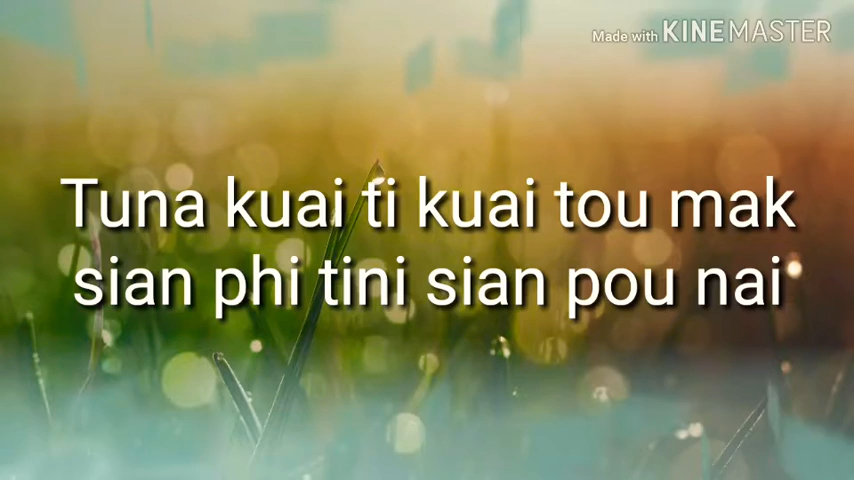 Made with KINEMASTER
Tuna kuai ti kuai tou mak
sian phi tini sian pou nai